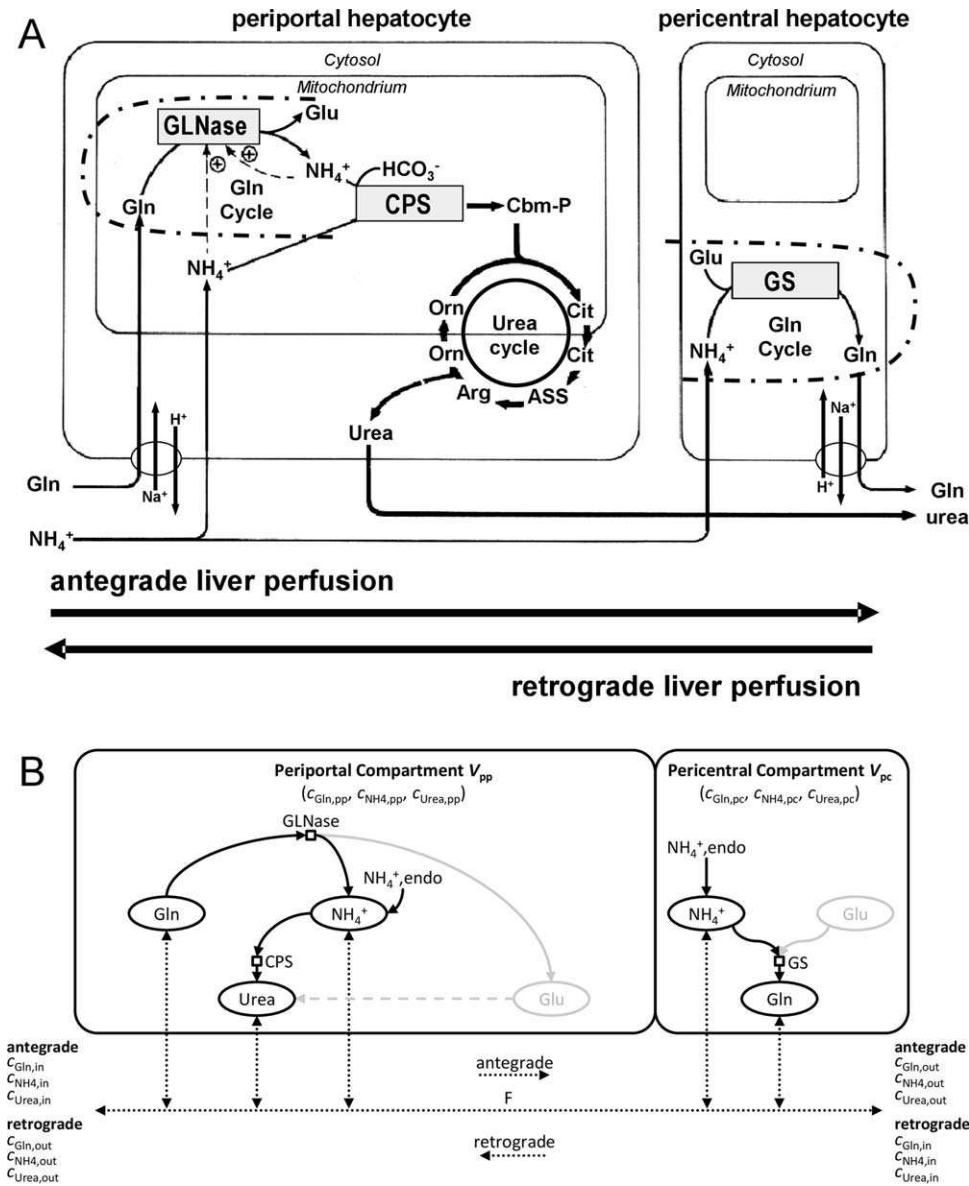 A
periportal hepatocyte
pericentral hepatocyte
Cytosol
Mitochondrium
GLNase
Glu
NH₄⁺
HCO₃⁻
Gln
Gln
Cycle
CPS
Cbm-P
NH₄⁺
Orn
Cit
Urea
cycle
Orn
Cit
Arg
ASS
Urea
H⁺
Na⁺
Gln
NH₄⁺
Cytosol
Mitochondrium
Glu
GS
Gln
Cycle
NH₄⁺
Gln
Na⁺
H⁺
Gln
urea
antegrade liver perfusion
retrograde liver perfusion
B
Periportal Compartment Vpp
(cGln,pp, cNH4,pp, cUrea,pp)
GLNase
NH₄⁺,endo
Gln
NH₄⁺
CPS
Urea
Glu
Pericentral Compartment Vpc
(cGln,pc, cNH4,pc, cUrea,pc)
NH₄⁺,endo
NH₄⁺
Glu
GS
Gln
antegrade
cGln,in
cNH4,in
cUrea,in
retrograde
cGln,out
cNH4,out
cUrea,out
antegrade
F
retrograde
antegrade
cGln,out
cNH4,out
cUrea,out
retrograde
cGln,in
cNH4,in
cUrea,in